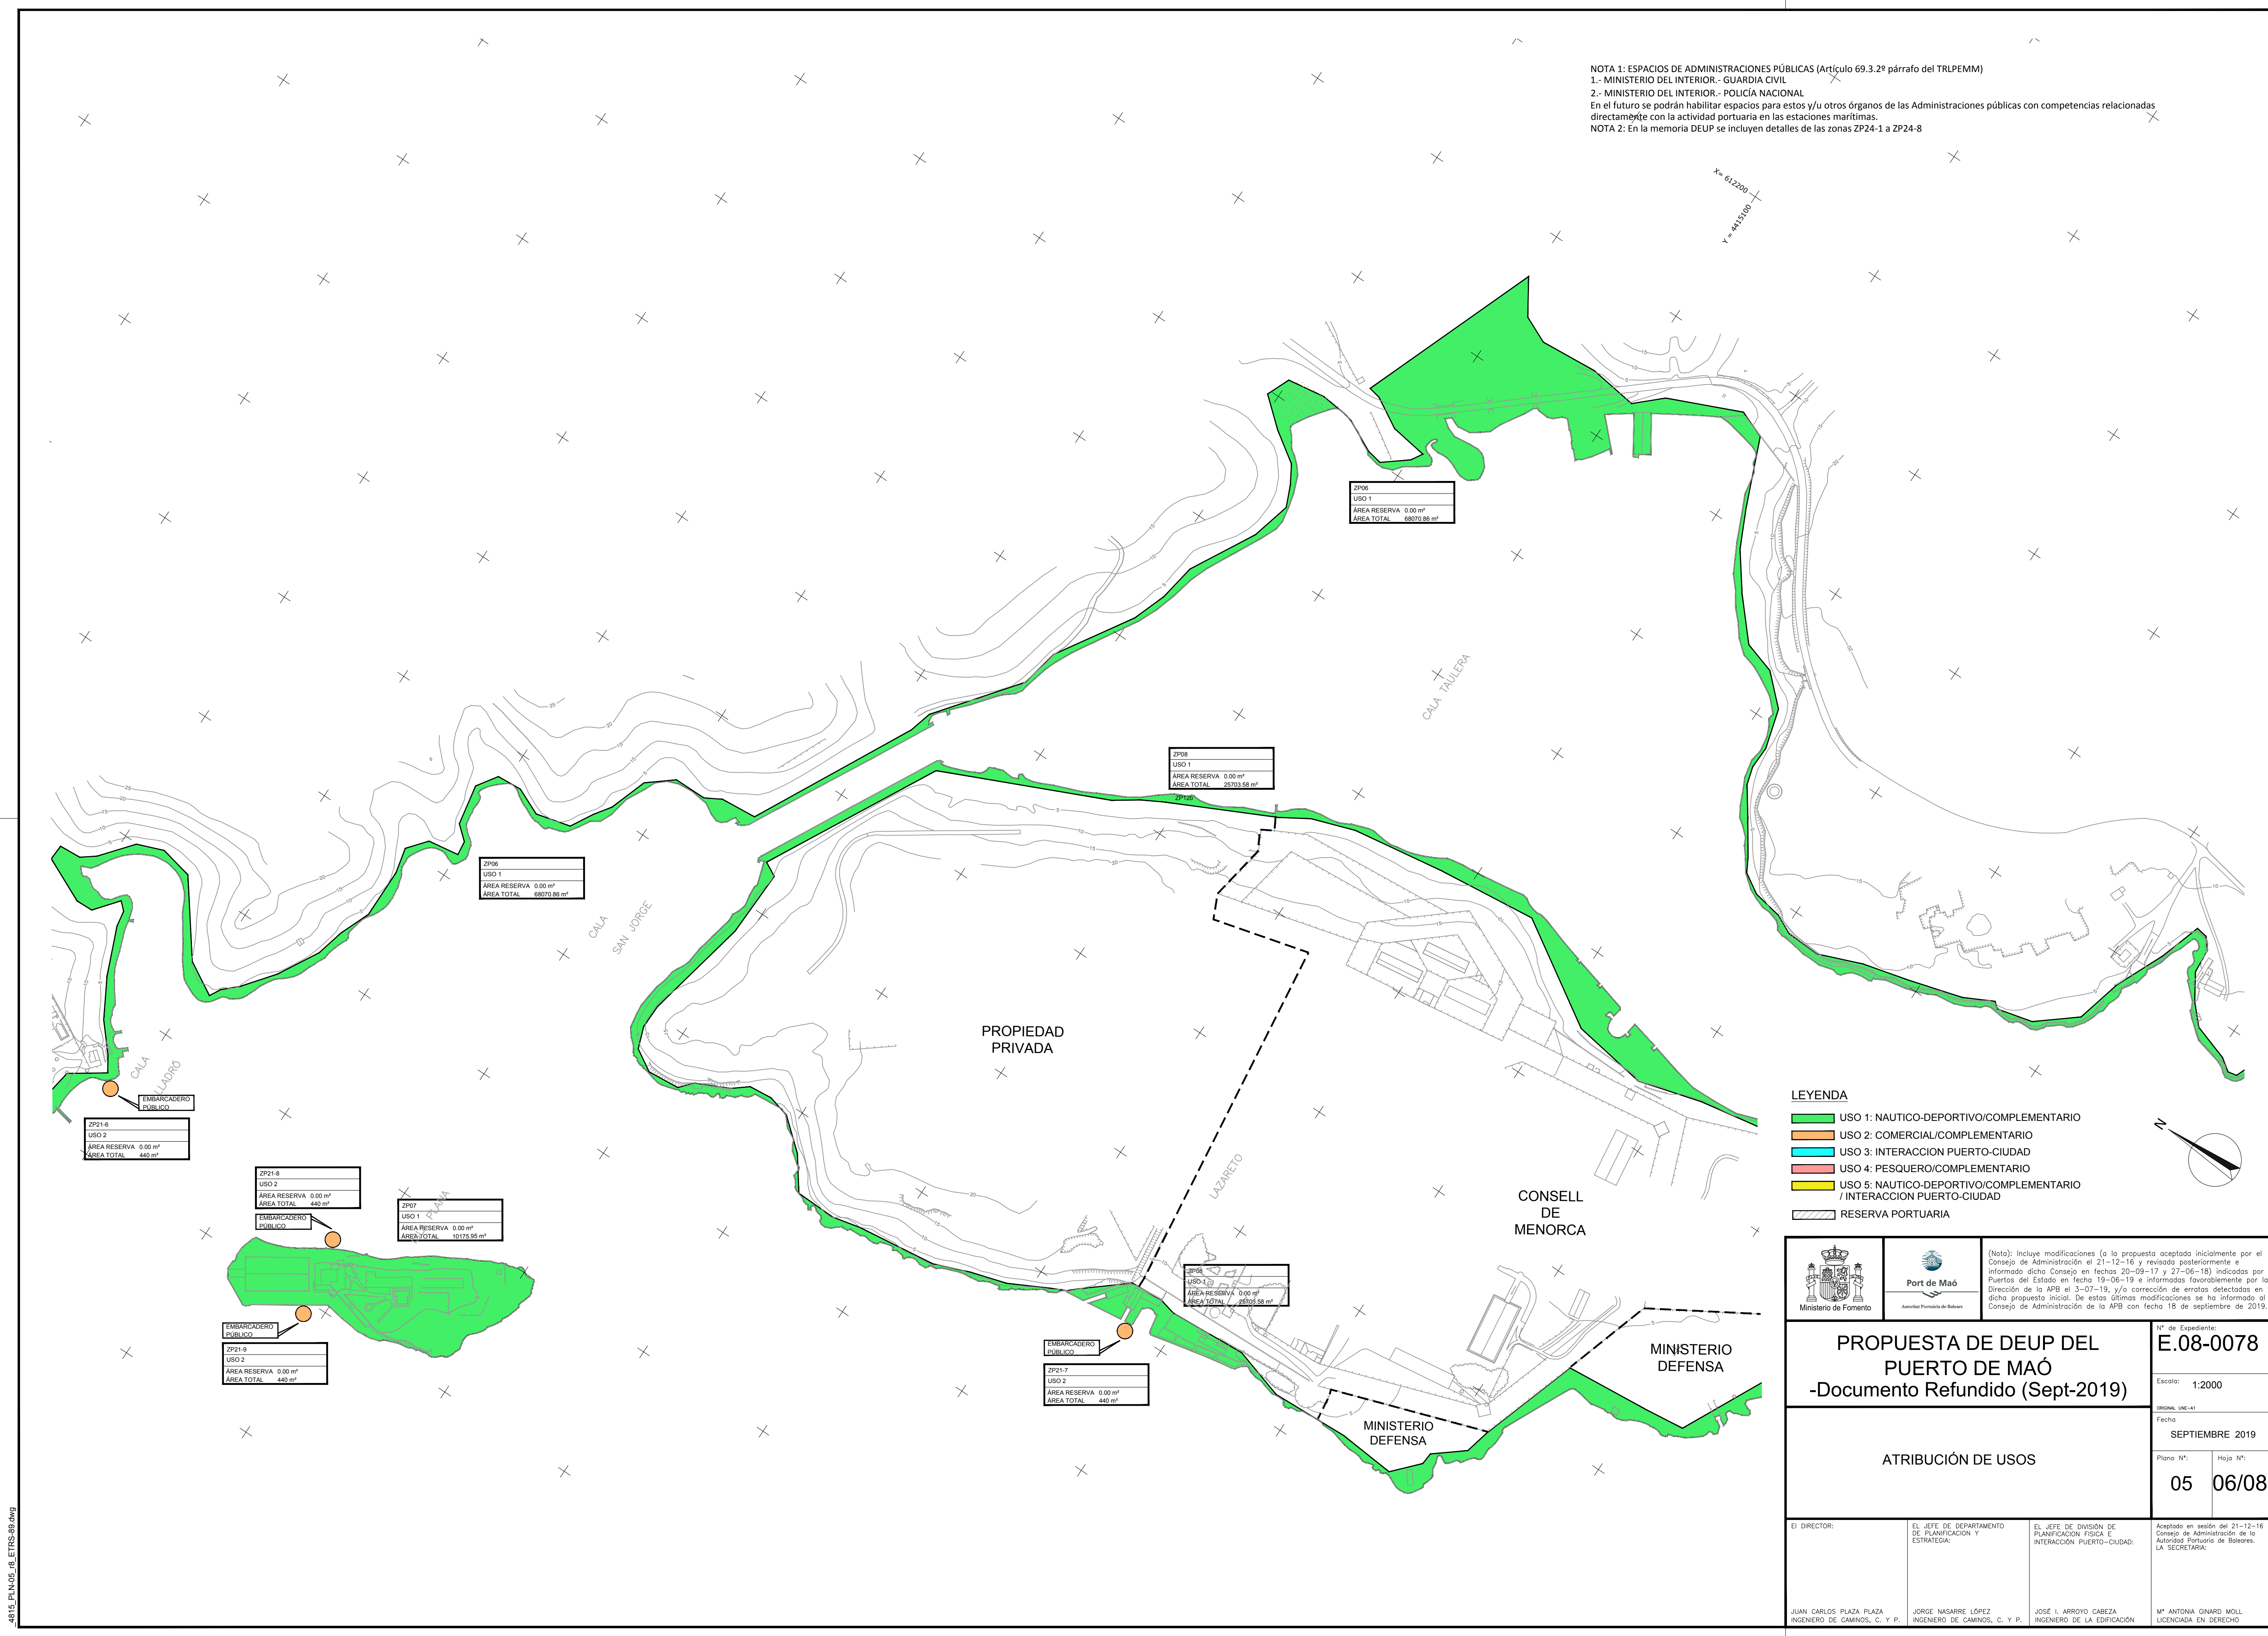 NOTA 1: ESPACIOS DE ADMINISTRACIONES PÚBLICAS (Artículo 69.3.2º párrafo del TRLPEMM)
1.- MINISTERIO DEL INTERIOR.- GUARDIA CIVIL
2.- MINISTERIO DEL INTERIOR.- POLICÍA NACIONAL
En el futuro se podrán habilitar espacios para estos y/u otros órganos de las Administraciones públicas con competencias relacionadas
directamente con la actividad portuaria en las estaciones marítimas.
NOTA 2: En la memoria DEUP se incluyen detalles de las zonas ZP24-1 a ZP24-8
X= 612200
Y = 4415100
ZP06
USO 1
ÁREA RESERVA 0.00 m²
ÁREA TOTAL 68070.86 m²
CALA TAULERA
ZP08
USO 1
ÁREA RESERVA 0.00 m²
ÁREA TOTAL 25703.58 m²
ZP125
ZP06
USO 1
ÁREA RESERVA 0.00 m²
ÁREA TOTAL 68070.86 m²
CALA
SAN JORGE
PROPIEDAD
PRIVADA
CALA
LLADRÓ
EMBARCADERO
PÚBLICO
ZP21-6
USO 2
ÁREA RESERVA 0.00 m²
ÁREA TOTAL 440 m²
ZP21-8
USO 2
ÁREA RESERVA 0.00 m²
ÁREA TOTAL 440 m²
EMBARCADERO
PÚBLICO
ZP07
USO 1
ÁREA RESERVA 0.00 m²
ÁREA TOTAL 10175.95 m²
PLANA
EMBARCADERO
PÚBLICO
ZP21-9
USO 2
ÁREA RESERVA 0.00 m²
ÁREA TOTAL 440 m²
LAZARETO
CONSELL
DE
MENORCA
ZP08
USO 1
ÁREA RESERVA 0.00 m²
ÁREA TOTAL 25703.58 m²
EMBARCADERO
PÚBLICO
ZP21-7
USO 2
ÁREA RESERVA 0.00 m²
ÁREA TOTAL 440 m²
MINISTERIO
DEFENSA
MINISTERIO
DEFENSA
LEYENDA
USO 1: NAUTICO-DEPORTIVO/COMPLEMENTARIO
USO 2: COMERCIAL/COMPLEMENTARIO
USO 3: INTERACCION PUERTO-CIUDAD
USO 4: PESQUERO/COMPLEMENTARIO
USO 5: NAUTICO-DEPORTIVO/COMPLEMENTARIO
/ INTERACCION PUERTO-CIUDAD
RESERVA PORTUARIA
N
Ministerio de Fomento
Port de Maó
Autoritat Portuària de Balears
(Nota): Incluye modificaciones (a la propuesta aceptada inicialmente por el
Consejo de Administración el 21-12-16 y revisada posteriormente e
informado dicho Consejo en fechas 20-09-17 y 27-06-18) indicadas por
Puertos del Estado en fecha 19-06-19 e informadas favorablemente por la
Dirección de la APB el 3-07-19, y/o corrección de erratas detectadas en
dicha propuesta inicial. De estas últimas modificaciones se ha informado al
Consejo de Administración de la APB con fecha 18 de septiembre de 2019.
PROPUESTA DE DEUP DEL
PUERTO DE MAÓ
-Documento Refundido (Sept-2019)
Nº de Expediente:
E.08-0078
Escala: 1:2000
ORIGINAL UNE-A1
Fecha
SEPTIEMBRE 2019
ATRIBUCIÓN DE USOS
Plano Nº:
05
Hoja Nº:
06/08
El DIRECTOR:
JUAN CARLOS PLAZA PLAZA
INGENIERO DE CAMINOS, C. Y P.
EL JEFE DE DEPARTAMENTO
DE PLANIFICACION Y
ESTRATEGIA:
JORGE NASARRE LÓPEZ
INGENIERO DE CAMINOS, C. Y P.
EL JEFE DE DIVISIÓN DE
PLANIFICACION FISICA E
INTERACCIÓN PUERTO-CIUDAD:
JOSÉ I. ARROYO CABEZA
INGENIERO DE LA EDIFICACIÓN
Aceptado en sesión del 21-12-16
Consejo de Administración de la
Autoridad Portuaria de Baleares.
LA SECRETARIA:
Mª ANTONIA GINARD MOLL
LICENCIADA EN DERECHO
_4815_PLN-05_r8_ETRS-89.dwg